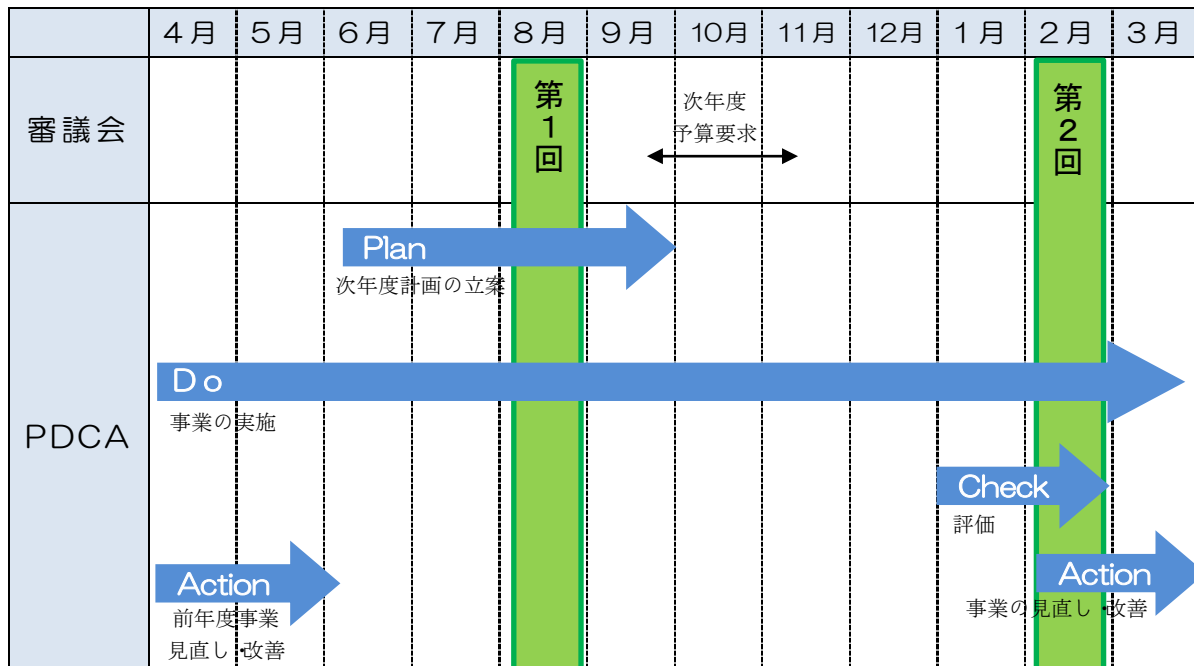 4月 5月 6月 7月 8月 9月 10月 11月 12月 1月 2月 3月
審議会
第1回
次年度
予算要求
第2回
PDCA
Plan
次年度計画の立案
Do
事業の実施
Check
評価
Action
前年度事業
見直し・改善
Action
事業の見直し・改善